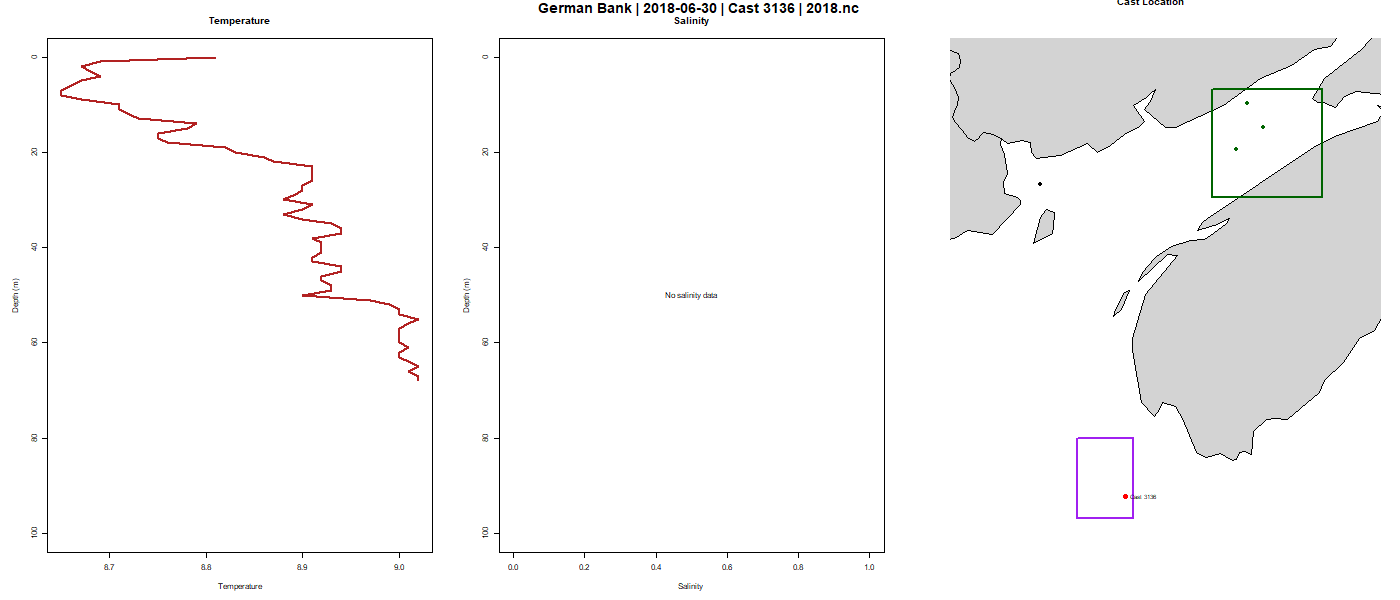 German Bank | 2018-06-30 | Cast 3136 | 2018.nc
Temperature
Salinity
Cast Location
0
20
40
60
80
100
Depth (m)
8.7
8.8
8.9
9.0
Temperature
0
20
40
60
80
100
Depth (m)
No salinity data
0.0
0.2
0.4
0.6
0.8
1.0
Salinity
Cast 3136